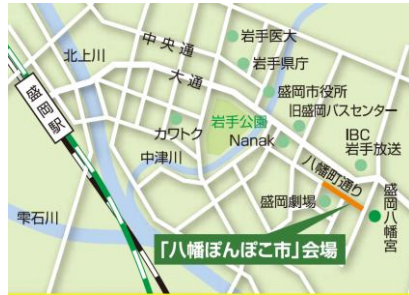 北上川
中央通
大通
岩手医大
岩手県庁
盛岡市役所
旧盛岡バスセンター
盛岡駅
カワトク
岩手公園
中津川
Nanak
IBC
岩手放送
八幡町通り
雫石川
盛岡劇場
盛岡八幡宮
「八幡ぽんぽこ市」会場